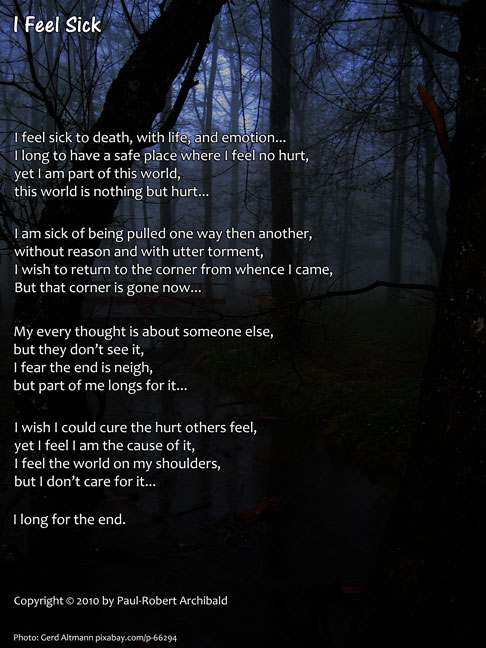 I Feel Sick
I feel sick to death, with life, and emotion...
I long to have a safe place where I feel no hurt,
yet I am part of this world,
this world is nothing but hurt...
I am sick of being pulled one way then another,
without reason and with utter torment,
I wish to return to the corner from whence I came,
But that corner is gone now...
My every thought is about someone else,
but they don't see it,
I fear the end is neigh,
but part of me longs for it...
I wish I could cure the hurt others feel,
yet I feel I am the cause of it,
I feel the world on my shoulders,
but I don't care for it...
I long for the end.
Copyright © 2010 by Paul-Robert Archibald
Photo: Gerd Altmann pixabay.com/p-66294